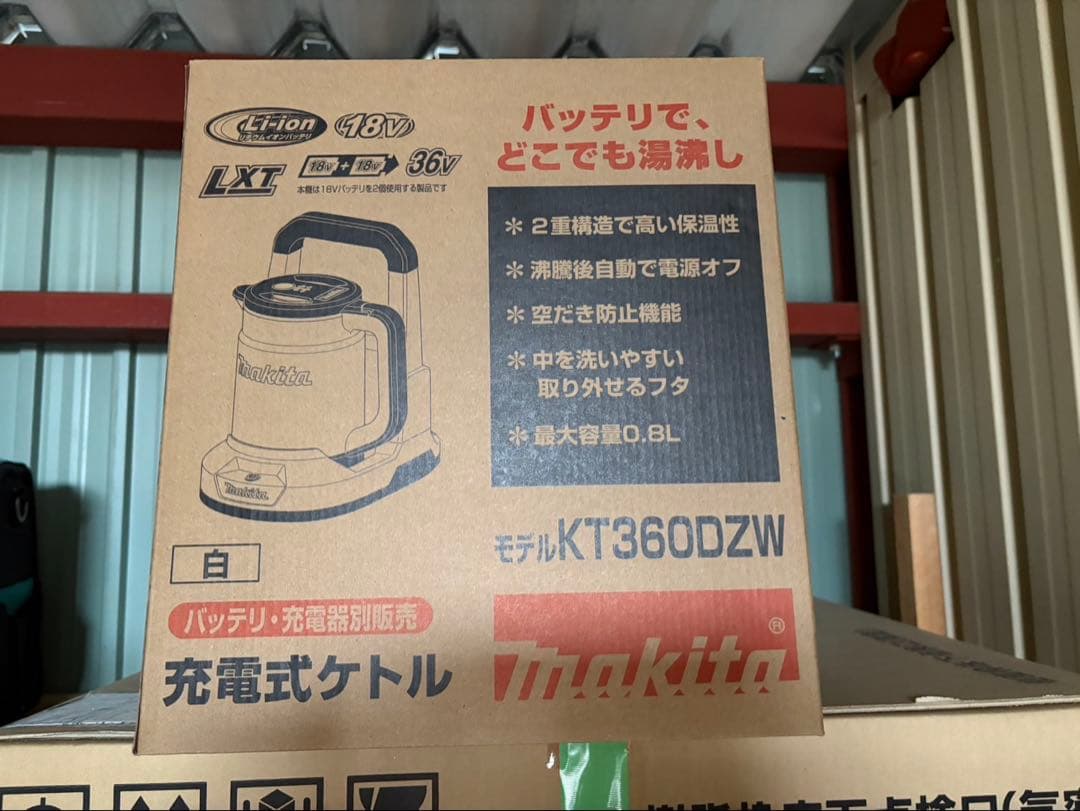 Li-ion
リチウムイオンバッテリ
18V
LXT
18V + 18V
36V
本機は18Vバッテリを2個使用する製品です
バッテリで、
どこでも湯沸し
＊ 2重構造で高い保温性
＊ 沸騰後自動で電源オフ
＊ 空だき防止機能
＊ 中を洗いやすい
取り外せるフタ
＊ 最大容量0.8L
makita
makita
白
モデルKT360DZW
バッテリ・充電器別販売
充電式ケトル
makita®